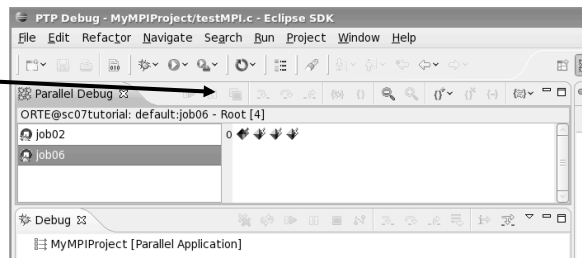 PTP Debug - MyMPIProject/testMPI.c - Eclipse SDK
File Edit Refactor Navigate Search Run Project Window Help
Parallel Debug
ORTE@sc07tutorial: default:job06 - Root [4]
job02
0
job06
Debug
MyMPIProject [Parallel Application]